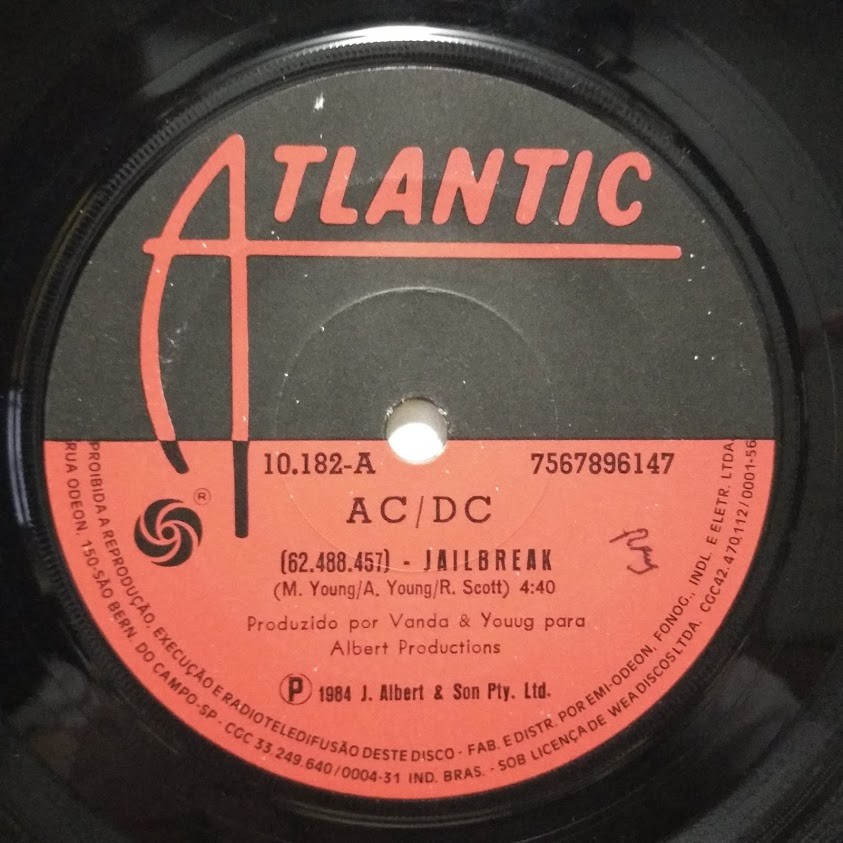 ATLANTIC
10.182-A 7567896147
AC/DC
(62.488.457) - JAILBREAK
(M. Young/A. Young/R. Scott) 4:40
Produzido por Vanda & Youug para
Albert Productions
Ⓟ 1984 J. Albert & Son Pty. Ltd.
®
PROIBIDA A REPRODUÇÃO, EXECUÇÃO E RADIOTELEDIFUSÃO DESTE DISCO - FAB. E DISTR. POR EMI-ODEON, FONOG., INDL. E ELETR. LTDA.
RUA ODEON, 150-SÃO BERN. DO CAMPO-SP - CGC 33.249.640/0004-31 IND. BRAS. - SOB LICENÇA DE WEA DISCOS LTDA. CGC42.470.112/0001-56